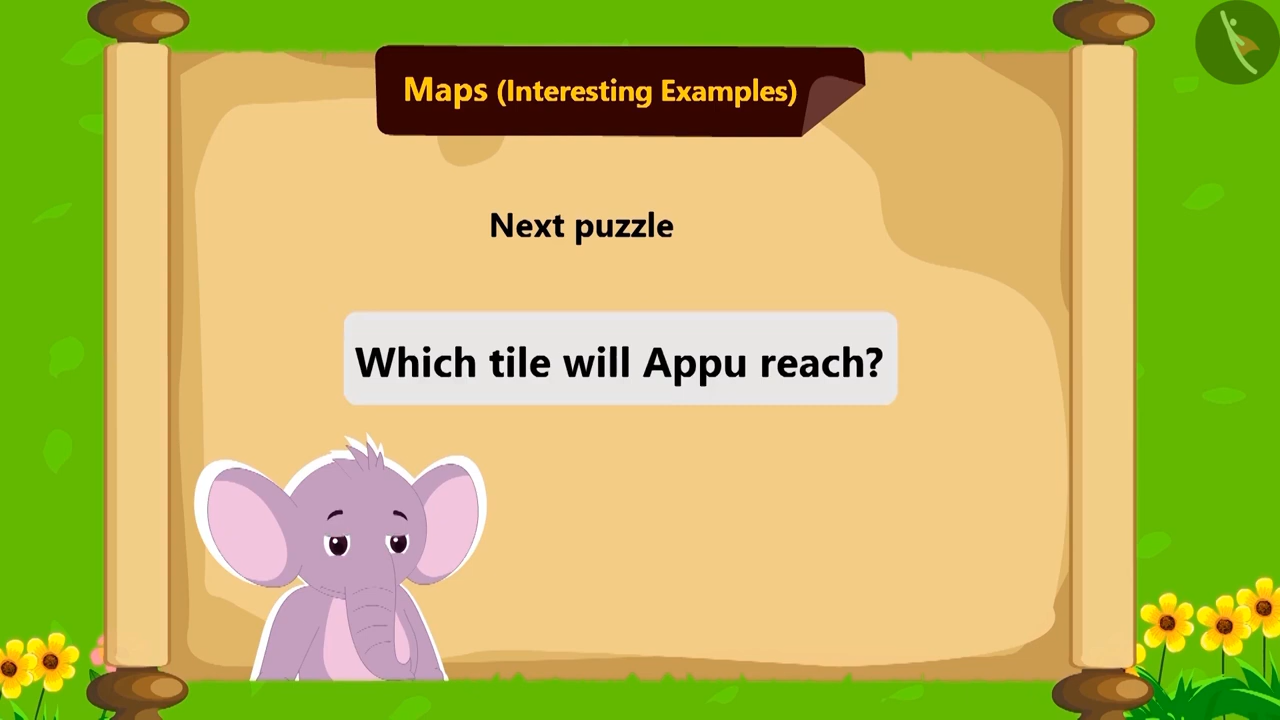 Maps (Interesting Examples)
Next puzzle
Which tile will Appu reach?